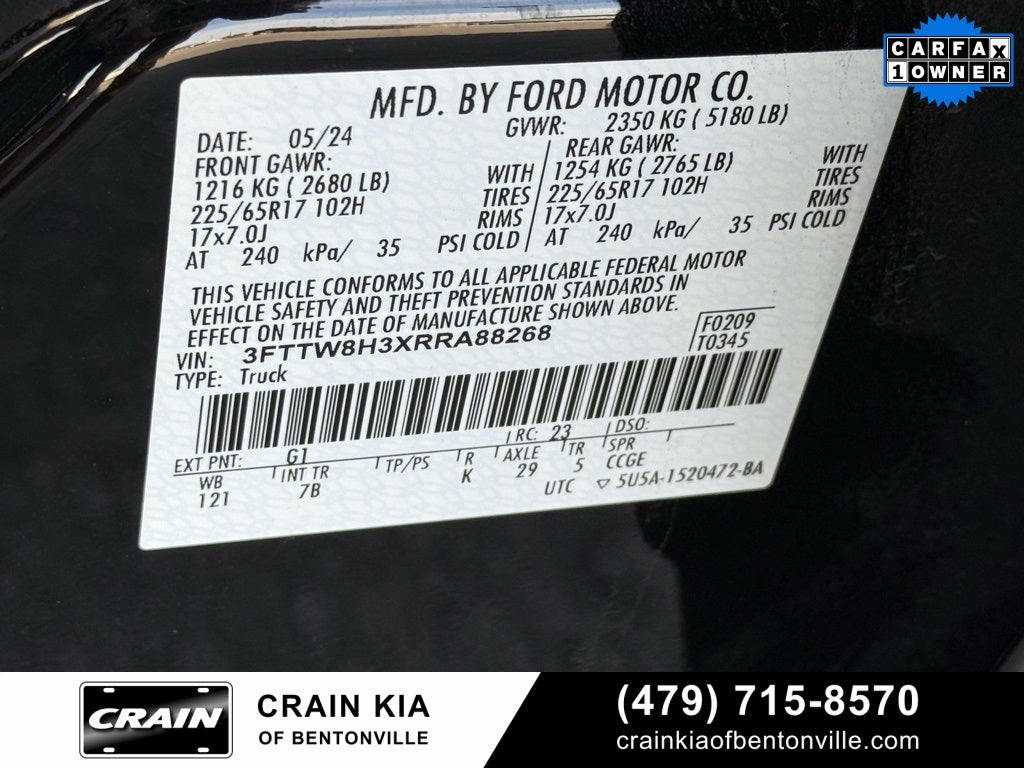 CARFAX
1 OWNER
MFD. BY FORD MOTOR CO.
DATE: 05/24 GVWR: 2350 KG ( 5180 LB)
FRONT GAWR: REAR GAWR:
1216 KG ( 2680 LB) WITH 1254 KG ( 2765 LB) WITH
225/65R17 102H TIRES 225/65R17 102H TIRES
17x7.0J RIMS 17x7.0J RIMS
AT 240 kPa/ 35 PSI COLD AT 240 kPa/ 35 PSI COLD
THIS VEHICLE CONFORMS TO ALL APPLICABLE FEDERAL MOTOR
VEHICLE SAFETY AND THEFT PREVENTION STANDARDS IN
EFFECT ON THE DATE OF MANUFACTURE SHOWN ABOVE.
VIN: 3FTTW8H3XRRA88268 F0209
TYPE: Truck T0345
EXT PNT: G1 RC: 23 DSO:
WB INT TR TP/PS R AXLE TR SPR
121 7B K 29 5 CCGE
UTC ▽ 5U5A-1520472-BA
CRAIN
CRAIN KIA
OF BENTONVILLE
(479) 715-8570
crainkiaofbentonville.com